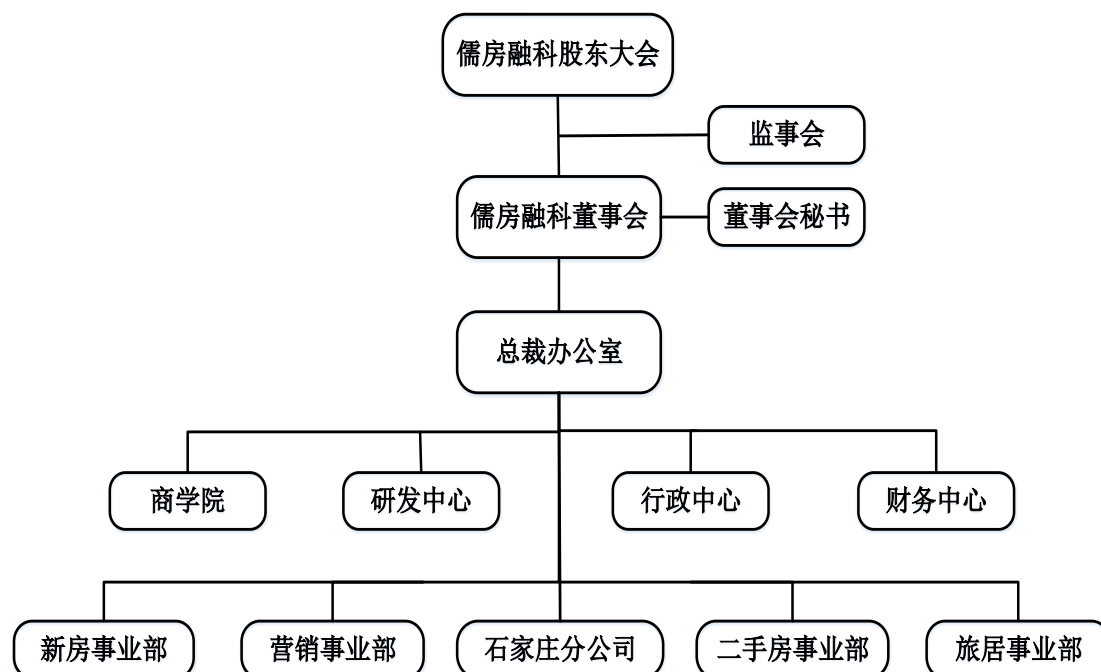 儒房融科股东大会
监事会
儒房融科董事会
董事会秘书
总裁办公室
商学院
研发中心
行政中心
财务中心
新房事业部
营销事业部
石家庄分公司
二手房事业部
旅居事业部